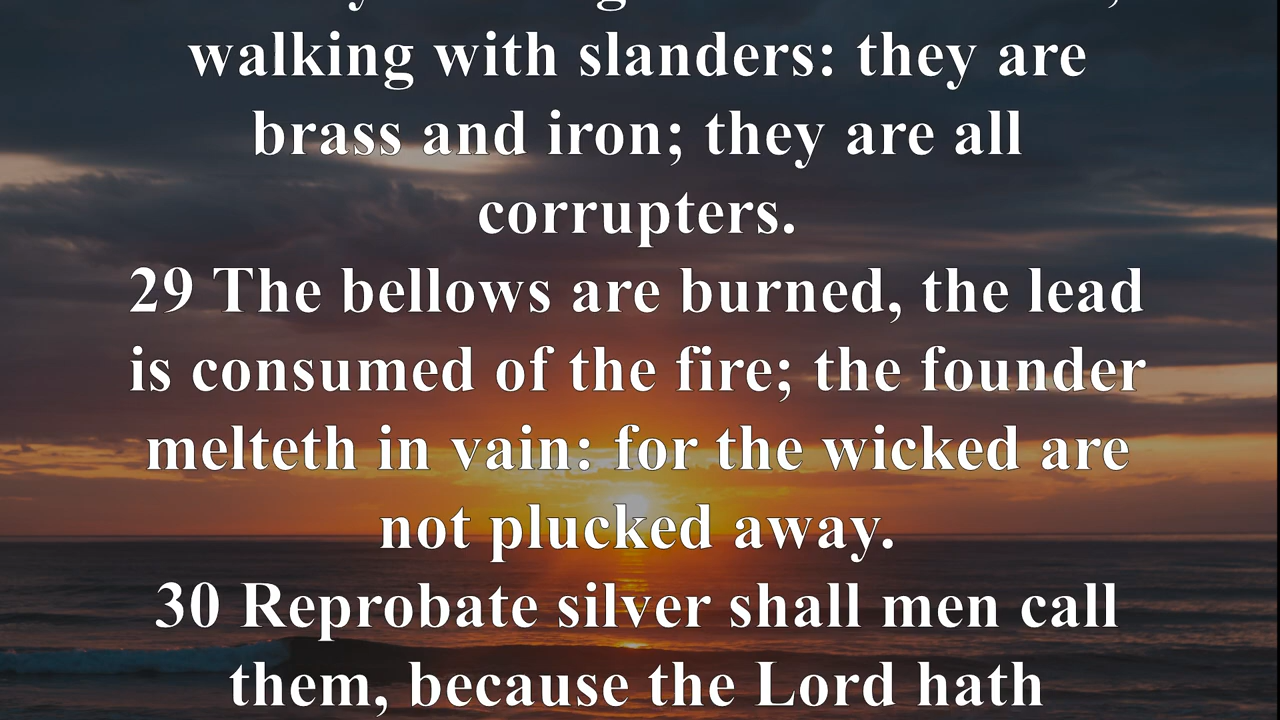 walking with slanders: they are
brass and iron; they are all
corrupters.
29 The bellows are burned, the lead
is consumed of the fire; the founder
melteth in vain: for the wicked are
not plucked away.
30 Reprobate silver shall men call
them, because the Lord hath